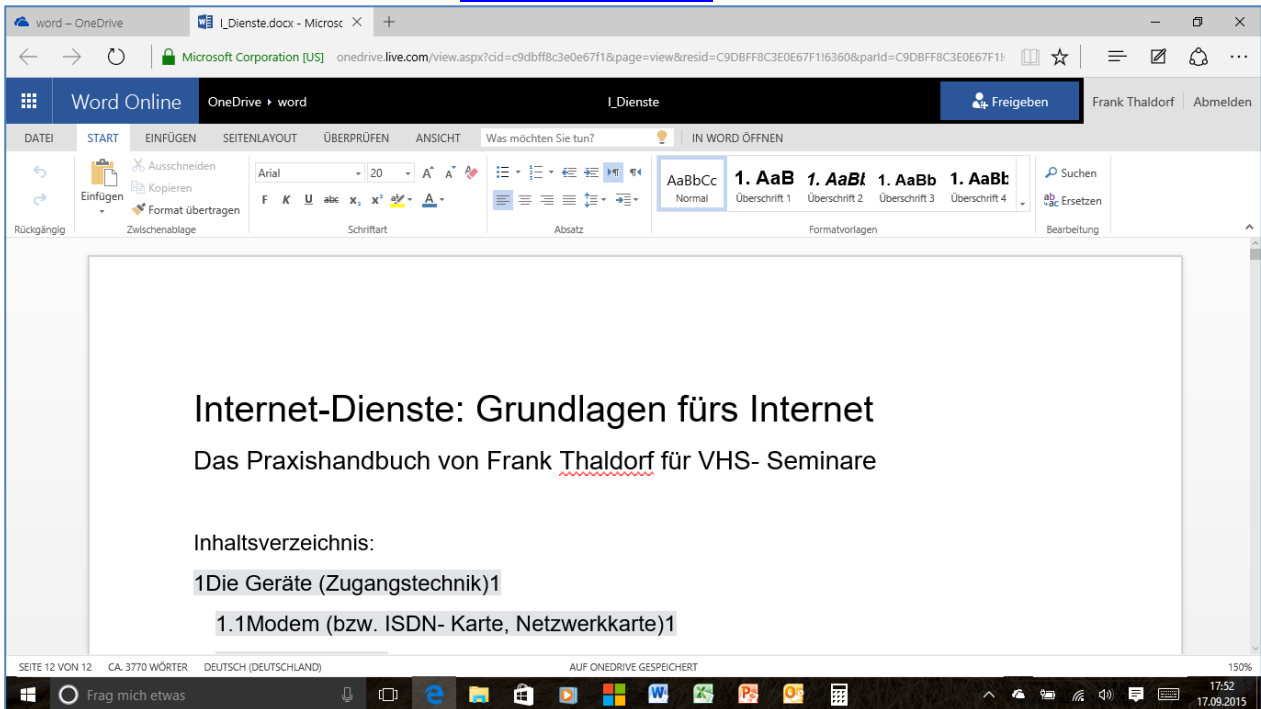 word – OneDrive
I_Dienste.docx - Microsc
Microsoft Corporation [US] onedrive.live.com/view.aspx?cid=c9dbff8c3e0e67f1&page=view&resid=C9DBFF8C3E0E67F1!6360&parId=C9DBFF8C3E0E67F1!
Word Online OneDrive word I_Dienste Freigeben Frank Thaldorf Abmelden
DATEI START EINFÜGEN SEITENLAYOUT ÜBERPRÜFEN ANSICHT Was möchten Sie tun? IN WORD ÖFFNEN
Einfügen
Ausschneiden
Kopieren
Format übertragen
Arial 20
F K U abc x₂ x² A
AaBbCc 1. AaB 1. AaBb 1. AaBb 1. AaBb
Normal Überschrift 1 Überschrift 2 Überschrift 3 Überschrift 4
Suchen
Ersetzen
Rückgängig Zwischenablage Schriftart Absatz Formatvorlagen Bearbeitung
Internet-Dienste: Grundlagen fürs Internet
Das Praxishandbuch von Frank Thaldorf für VHS- Seminare
Inhaltsverzeichnis:
1Die Geräte (Zugangstechnik)1
1.1Modem (bzw. ISDN- Karte, Netzwerkkarte)1
SEITE 12 VON 12 CA. 3770 WÖRTER DEUTSCH (DEUTSCHLAND) AUF ONEDRIVE GESPEICHERT 150%
Frag mich etwas
17:52
17.09.2015